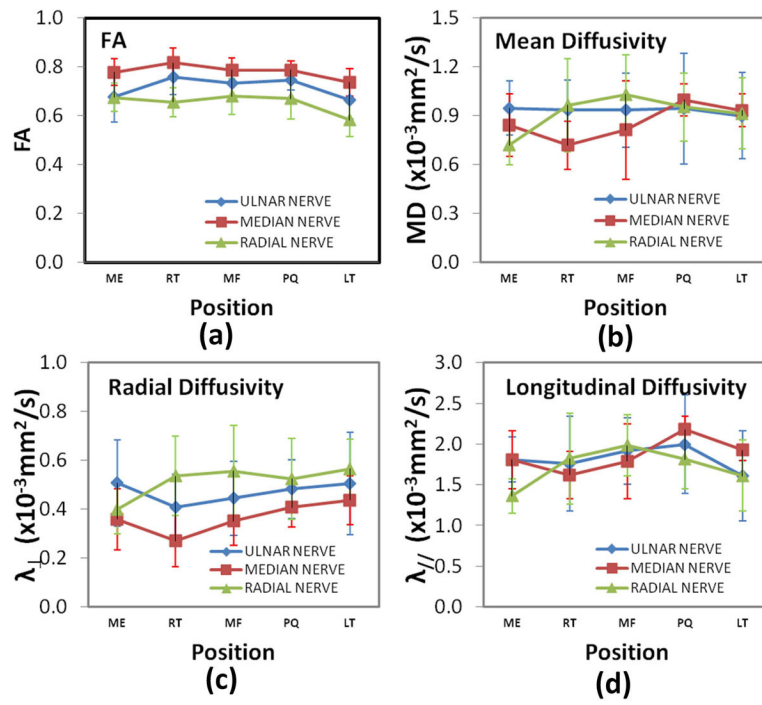 FA
1.0
0.8
0.6
0.4
0.2
0.0
FA
ULNAR NERVE
MEDIAN NERVE
RADIAL NERVE
ME RT MF PQ LT
Position
(a)
Mean Diffusivity
1.5
1.2
0.9
0.6
0.3
0.0
MD (x10⁻³mm²/s)
ULNAR NERVE
MEDIAN NERVE
RADIAL NERVE
ME RT MF PQ LT
Position
(b)
Radial Diffusivity
1.0
0.8
0.6
0.4
0.2
0.0
λ⊥ (x10⁻³mm²/s)
ULNAR NERVE
MEDIAN NERVE
RADIAL NERVE
ME RT MF PQ LT
Position
(c)
Longitudinal Diffusivity
3.0
2.5
2.0
1.5
1.0
0.5
0.0
λ// (x10⁻³mm²/s)
ULNAR NERVE
MEDIAN NERVE
RADIAL NERVE
ME RT MF PQ LT
Position
(d)